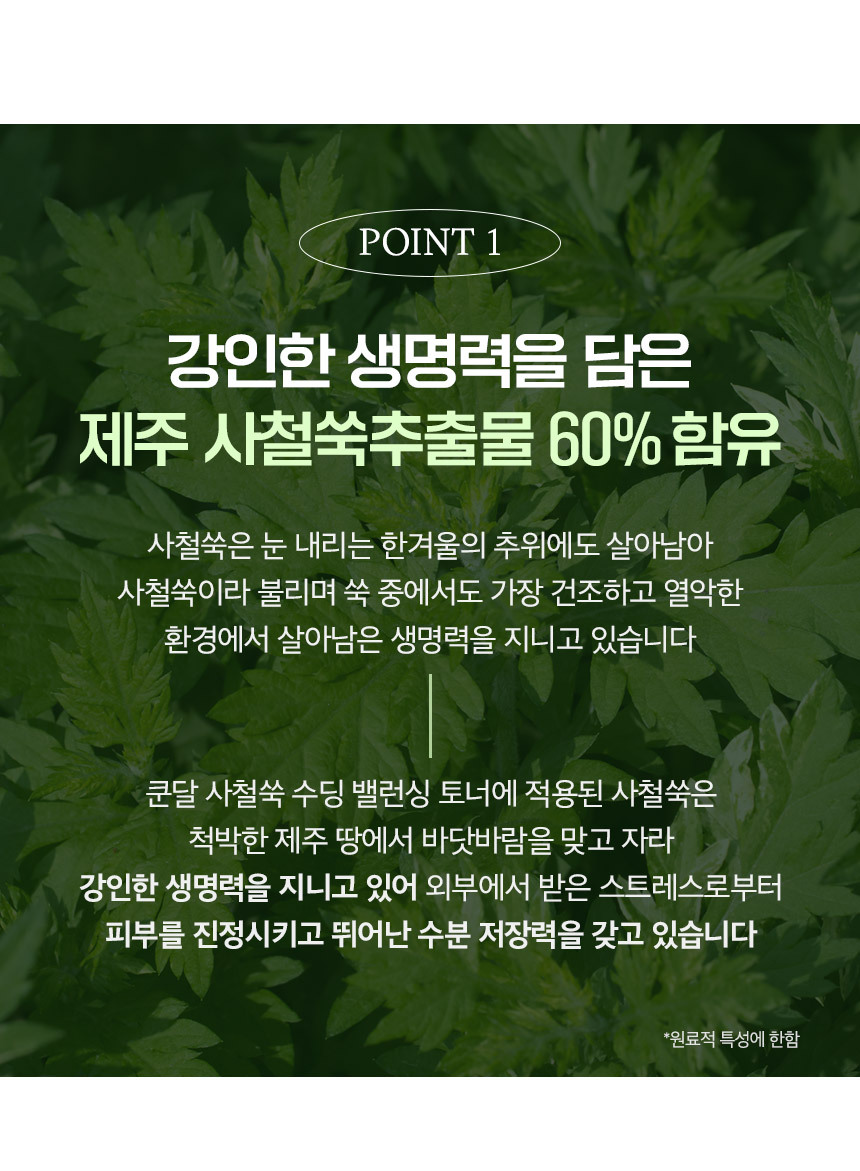 POINT 1
강인한 생명력을 담은
제주 사철쑥추출물 60% 함유
사철쑥은 눈 내리는 한겨울의 추위에도 살아남아
사철쑥이라 불리며 쑥 중에서도 가장 건조하고 열악한
환경에서 살아남은 생명력을 지니고 있습니다
쿤달 사철쑥 수딩 밸런싱 토너에 적용된 사철쑥은
척박한 제주 땅에서 바닷바람을 맞고 자라
강인한 생명력을 지니고 있어 외부에서 받은 스트레스로부터
피부를 진정시키고 뛰어난 수분 저장력을 갖고 있습니다
*원료적 특성에 한함